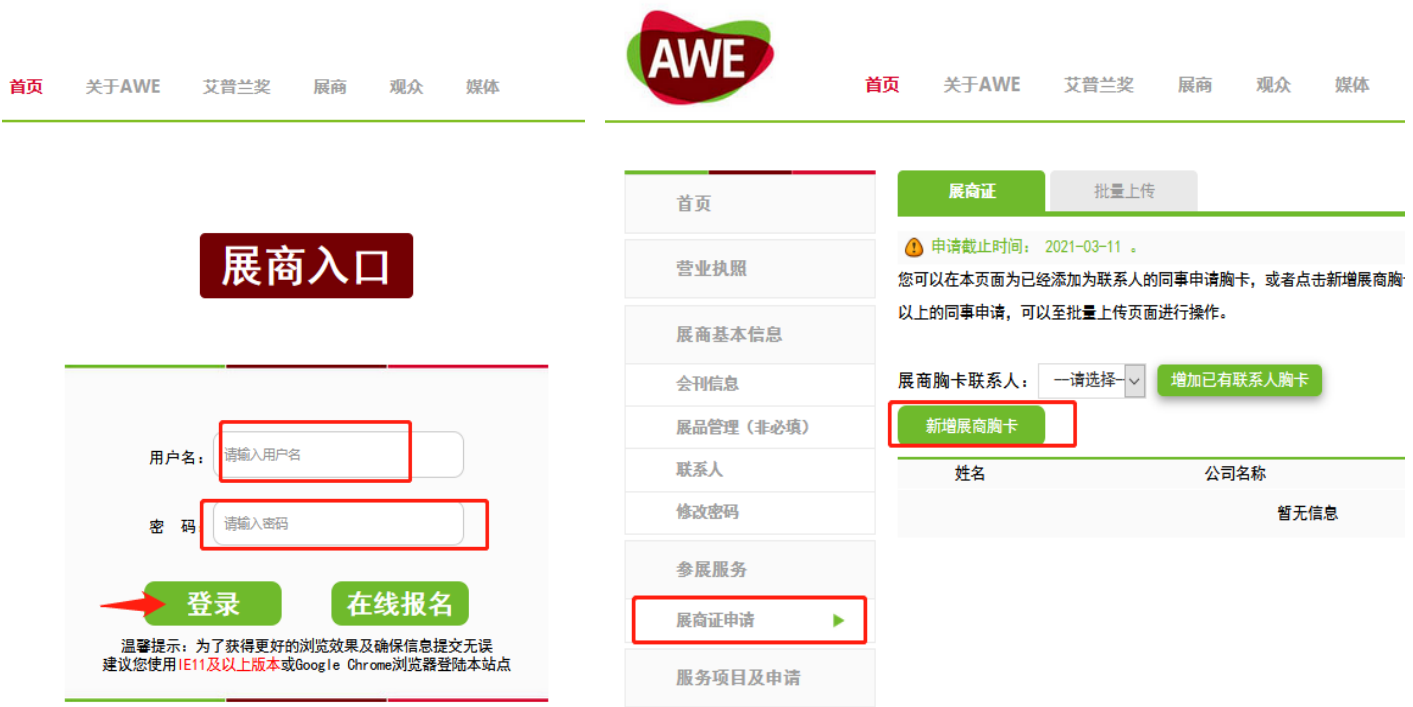 首页 关于AWE 艾普兰奖 展商 观众 媒体
展商入口
用户名： 请输入用户名
密 码： 请输入密码
登录 在线报名
温馨提示：为了获得更好的浏览效果及确保信息提交无误
建议您使用IE11及以上版本或Google Chrome浏览器登陆本站点
AWE
首页 关于AWE 艾普兰奖 展商 观众 媒体
首页
营业执照
展商基本信息
会刊信息
展品管理（非必填）
联系人
修改密码
参展服务
展商证申请
服务项目及申请
展商证 批量上传
申请截止时间： 2021-03-11 。
您可以在本页面为已经添加为联系人的同事申请胸卡，或者点击新增展商胸
以上的同事申请，可以至批量上传页面进行操作。
展商胸卡联系人： --请选择- 增加已有联系人胸卡
新增展商胸卡
姓名 公司名称
暂无信息